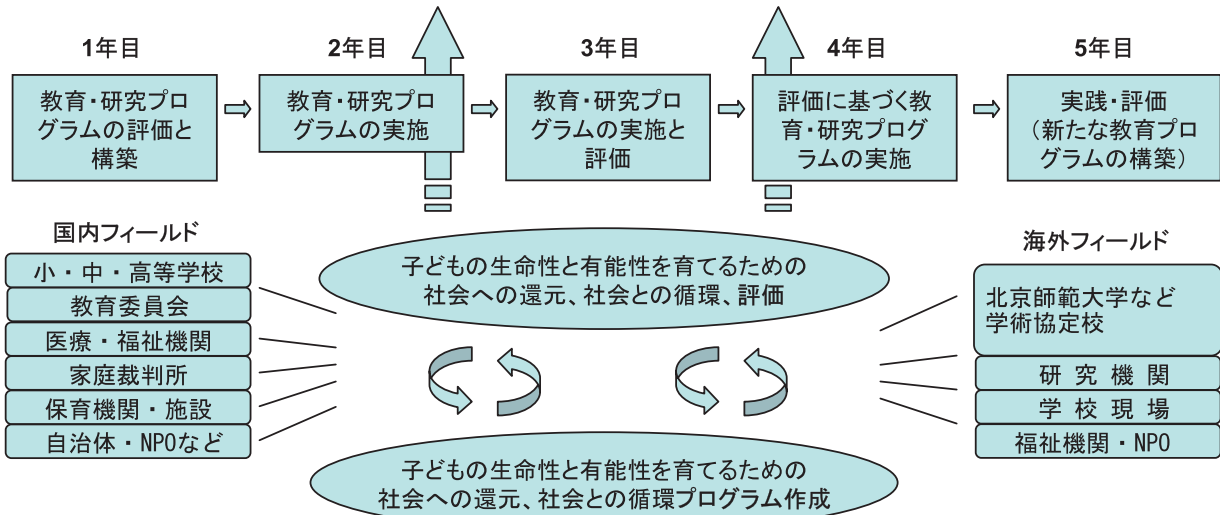 1年目
教育・研究プロ
グラムの評価と
構築
2年目
教育・研究プロ
グラムの実施
3年目
教育・研究プロ
グラムの実施と
評価
4年目
評価に基づく教
育・研究プログ
ラムの実施
5年目
実践・評価
（新たな教育プロ
グラムの構築）
国内フィールド
小・中・高等学校
教育委員会
医療・福祉機関
家庭裁判所
保育機関・施設
自治体・NPOなど
子どもの生命性と有能性を育てるための
社会への還元、社会との循環、評価
子どもの生命性と有能性を育てるための
社会への還元、社会との循環プログラム作成
海外フィールド
北京師範大学など
学術協定校
研究機関
学校現場
福祉機関・NPO